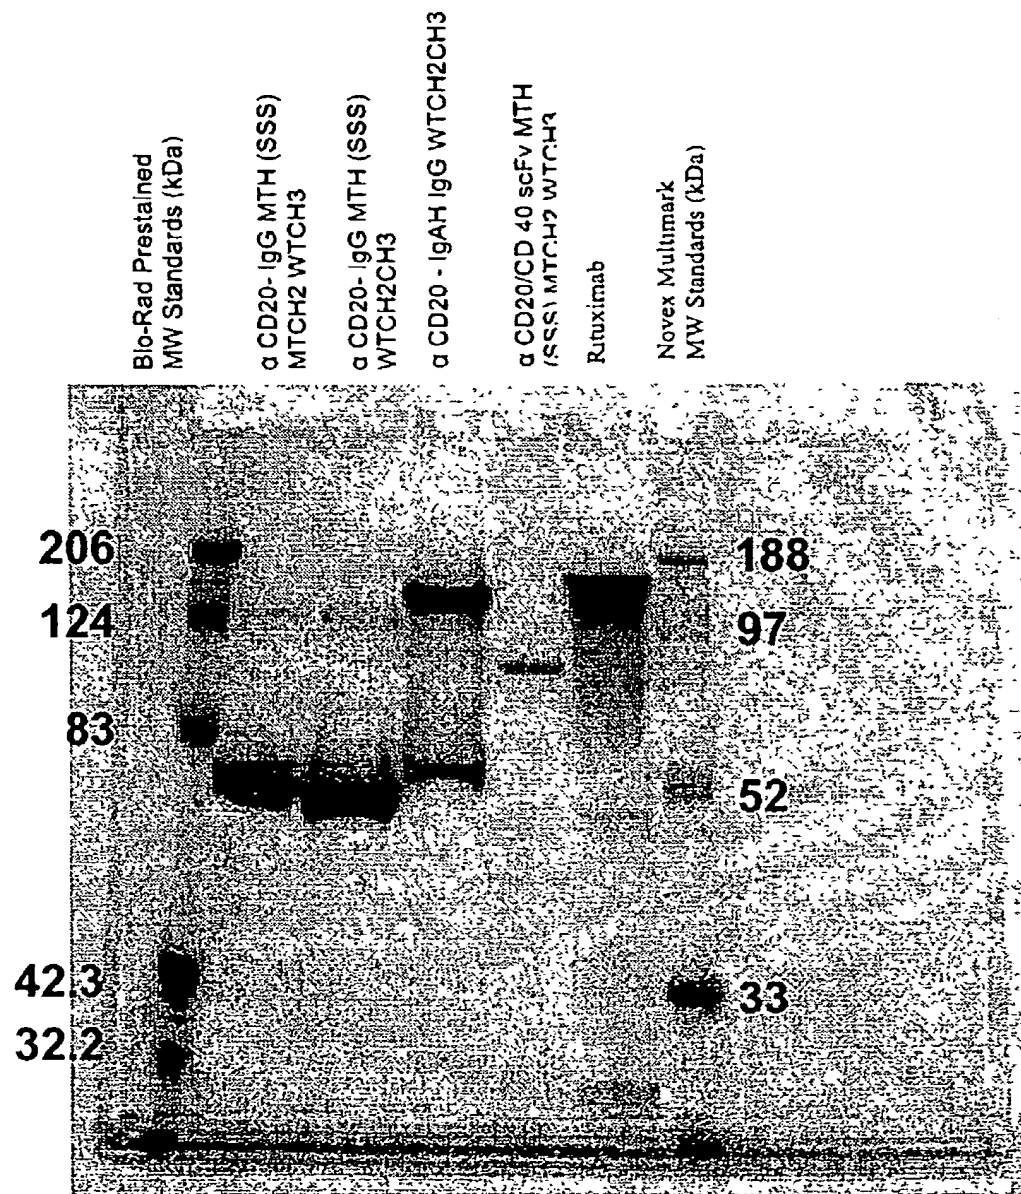 Bio-Rad Prestained
MW Standards (kDa)
α CD20- IgG MTH (SSS)
MTCH2 WTCH3
α CD20- IgG MTH (SSS)
WTCH2CH3
α CD20 - IgAH IgG WTCH2CH3
α CD20/CD 40 scFv MTH
(SSS) MTCH2 WTCH3
Rituximab
Novex Multimark
MW Standards (kDa)
206
124
83
42.3
32.2
188
97
52
33